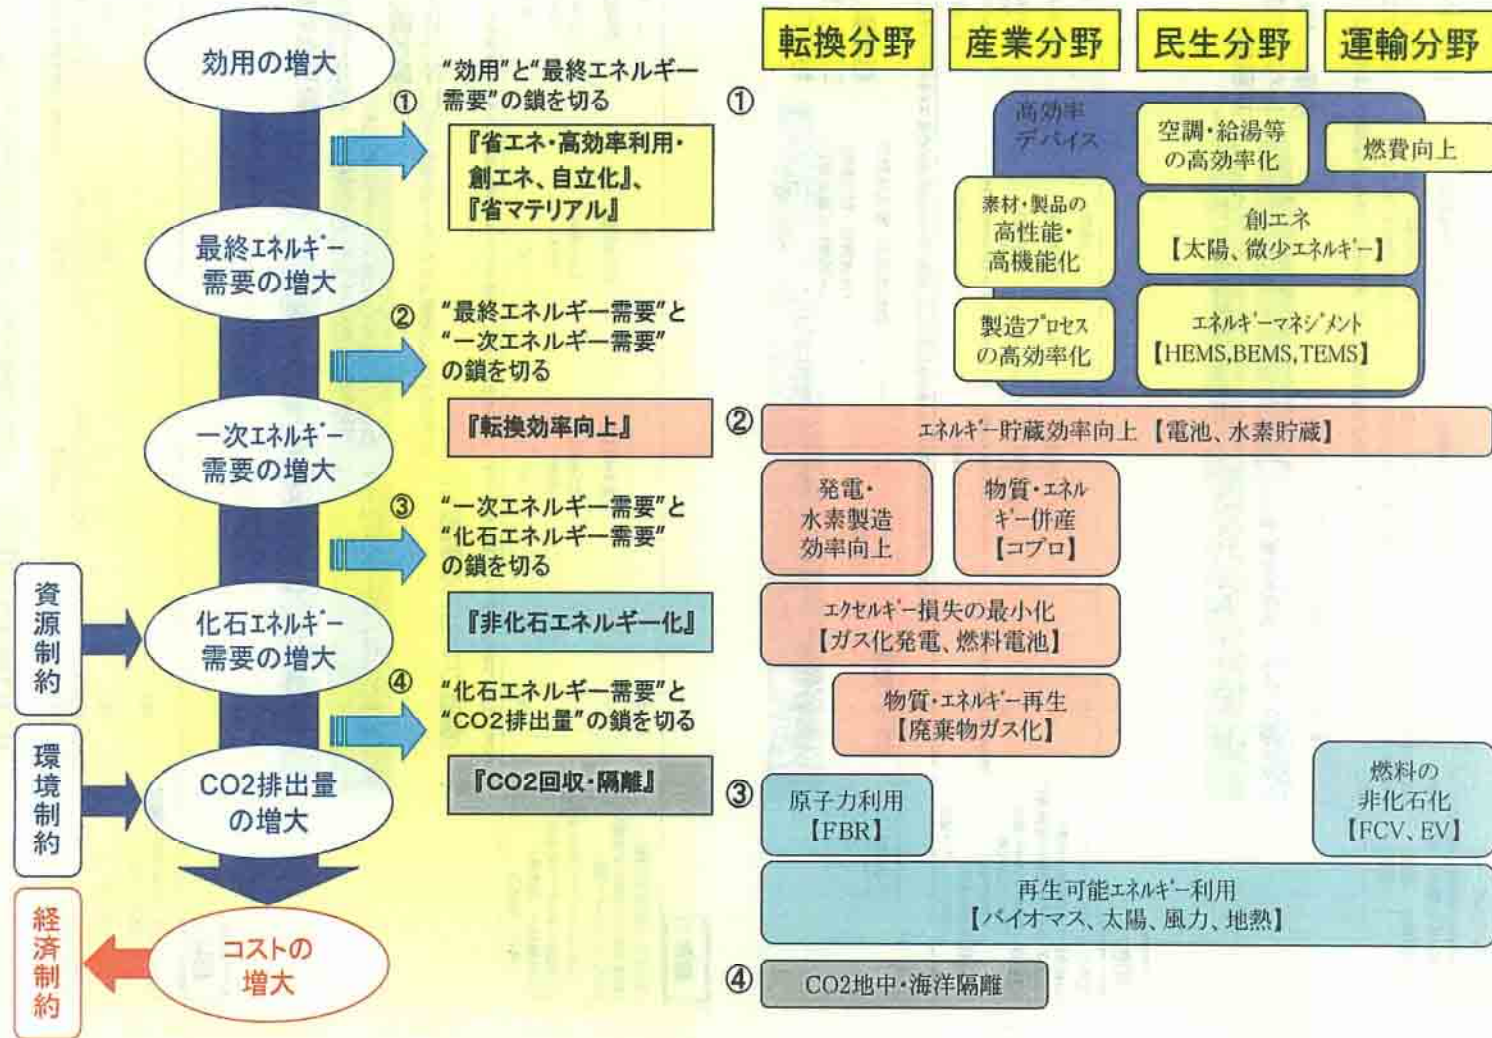 効用の増大
最終エネルギー
需要の増大
一次エネルギー
需要の増大
化石エネルギー
需要の増大
CO2排出量
の増大
コストの
増大
資源制約
環境制約
経済制約
①
“効用”と“最終エネルギー
需要”の鎖を切る
『省エネ・高効率利用・
創エネ、自立化』、
『省マテリアル』
②
“最終エネルギー需要”と
“一次エネルギー需要”
の鎖を切る
『転換効率向上』
③
“一次エネルギー需要”と
“化石エネルギー需要”
の鎖を切る
『非化石エネルギー化』
④
“化石エネルギー需要”と
“CO2排出量”の鎖を切る
『CO2回収・隔離』
転換分野
産業分野
民生分野
運輸分野
①
高効率
デバイス
空調・給湯等
の高効率化
燃費向上
素材・製品の
高性能・
高機能化
創エネ
【太陽、微少エネルギー】
製造プロセス
の高効率化
エネルギーマネジメント
【HEMS,BEMS,TEMS】
②
エネルギー貯蔵効率向上 【電池、水素貯蔵】
発電・
水素製造
効率向上
物質・エネル
ギー併産
【コプロ】
エクセルギー損失の最小化
【ガス化発電、燃料電池】
物質・エネルギー再生
【廃棄物ガス化】
③
原子力利用
【FBR】
燃料の
非化石化
【FCV、EV】
再生可能エネルギー利用
【バイオマス、太陽、風力、地熱】
④
CO2地中・海洋隔離